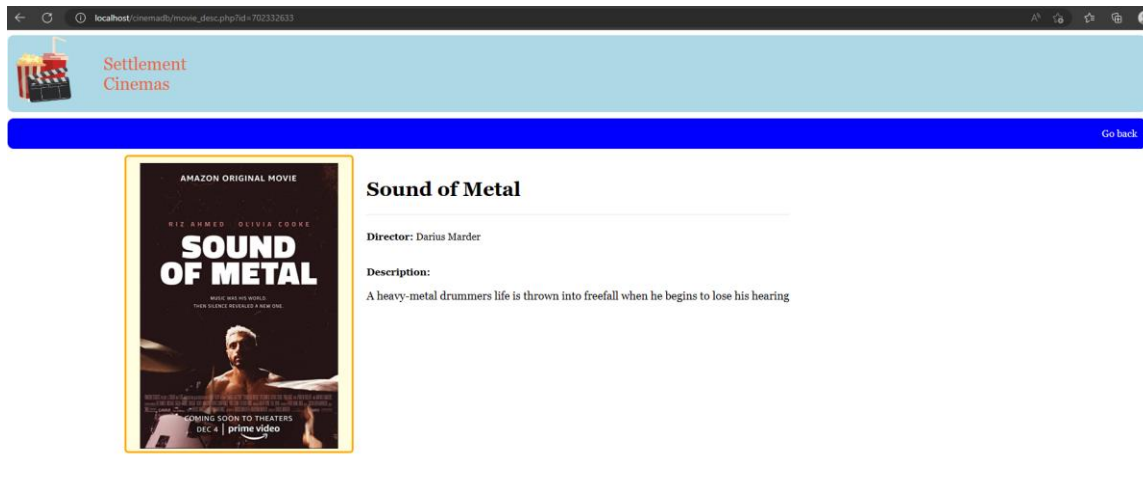 localhost/cinemadb/movie_desc.php?id=702332633
Settlement
Cinemas
Go back
AMAZON ORIGINAL MOVIE
RIZ AHMED OLIVIA COOKE
SOUND
OF METAL
MUSIC WAS HIS WORLD.
THEN SILENCE REVEALED A NEW ONE.
COMING SOON TO THEATERS
DEC 4 | prime video
Sound of Metal
Director: Darius Marder
Description:
A heavy-metal drummers life is thrown into freefall when he begins to lose his hearing